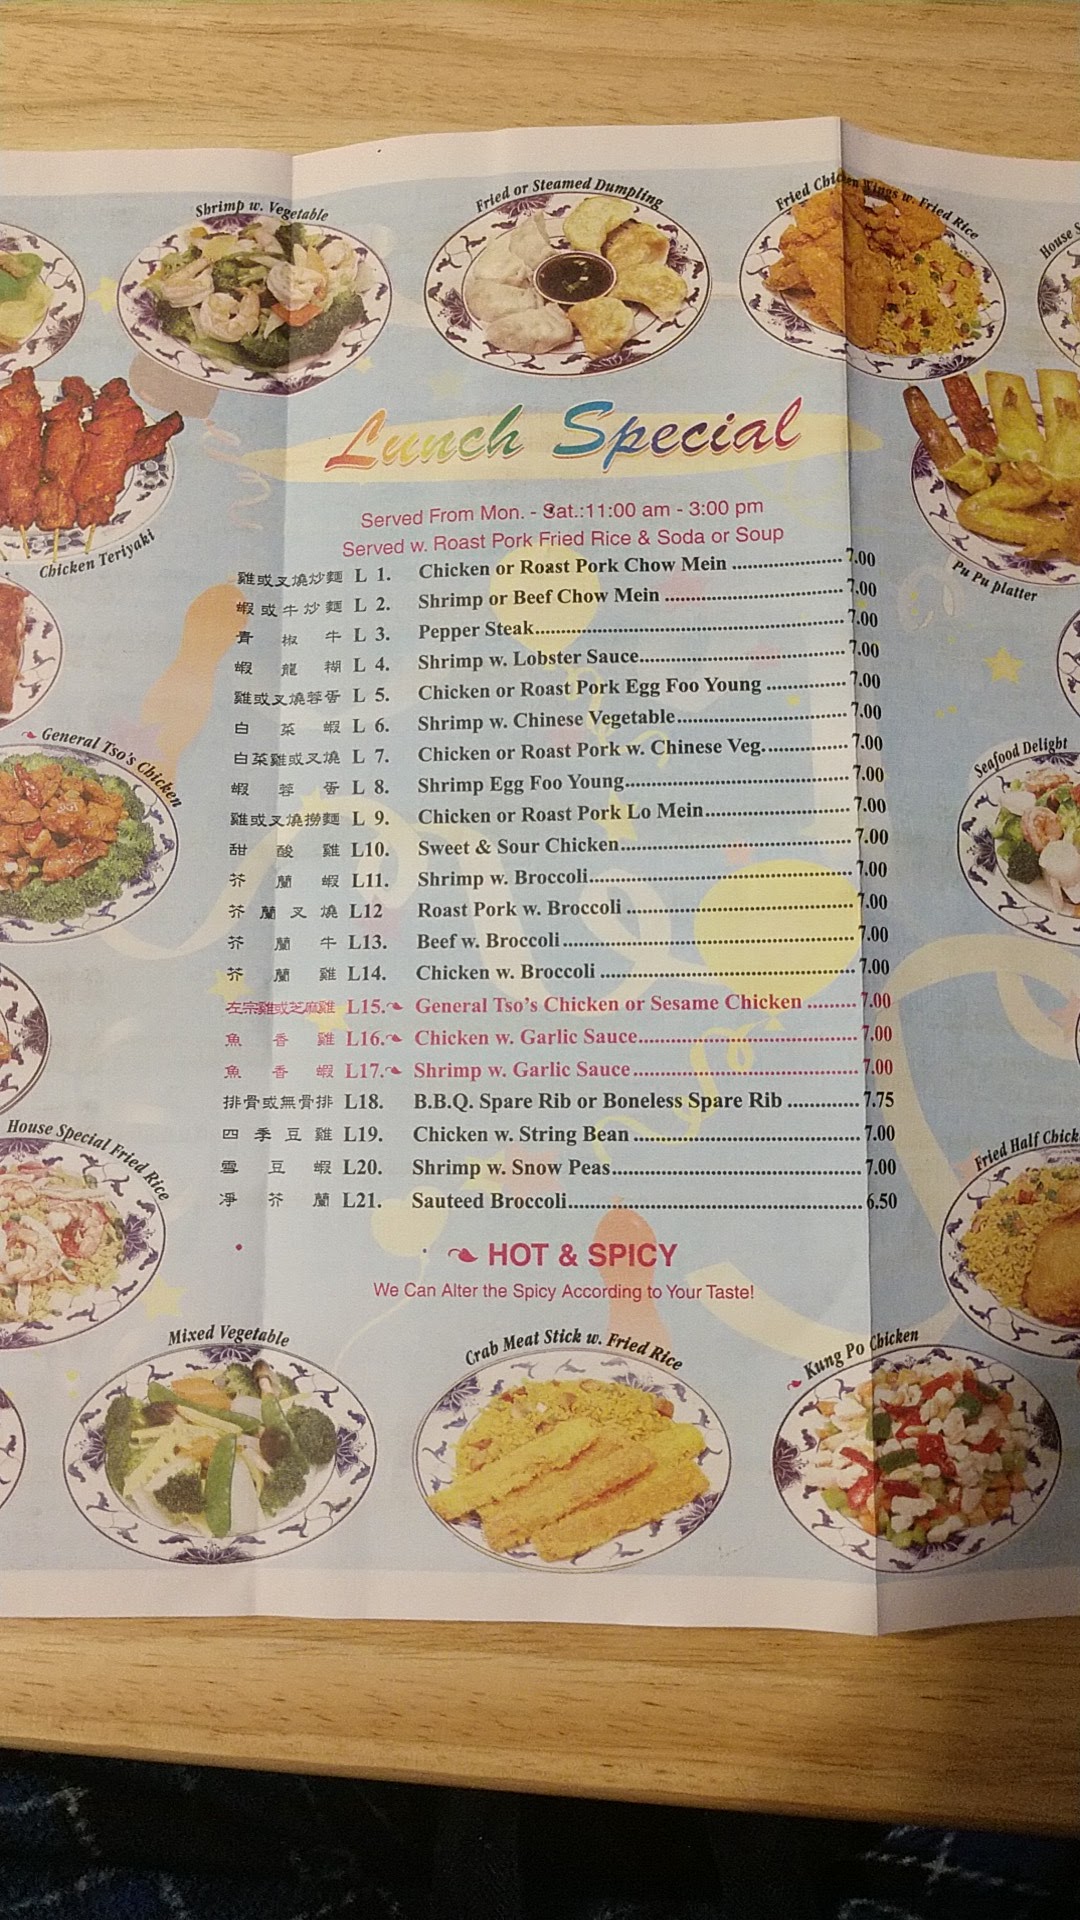 Shrimp w. Vegetable
Fried or Steamed Dumpling
Fried Chicken Wings w. Fried Rice
House
Chicken Teriyaki
Pu Pu platter
Lunch Special
Served From Mon. - Sat.:11:00 am - 3:00 pm
Served w. Roast Pork Fried Rice & Soda or Soup
雞或叉燒炒麵 L 1. Chicken or Roast Pork Chow Mein 7.00
蝦或牛炒麵 L 2. Shrimp or Beef Chow Mein 7.00
青椒牛 L 3. Pepper Steak 7.00
蝦龍糊 L 4. Shrimp w. Lobster Sauce 7.00
雞或叉燒蓉蛋 L 5. Chicken or Roast Pork Egg Foo Young 7.00
白菜蝦 L 6. Shrimp w. Chinese Vegetable 7.00
白菜雞或叉燒 L 7. Chicken or Roast Pork w. Chinese Veg. 7.00
蝦蓉蛋 L 8. Shrimp Egg Foo Young 7.00
雞或叉燒撈麵 L 9. Chicken or Roast Pork Lo Mein 7.00
甜酸雞 L10. Sweet & Sour Chicken 7.00
芥蘭蝦 L11. Shrimp w. Broccoli 7.00
芥蘭叉燒 L12 Roast Pork w. Broccoli 7.00
芥蘭牛 L13. Beef w. Broccoli 7.00
芥蘭雞 L14. Chicken w. Broccoli 7.00
左宗雞或芝麻雞 L15. General Tso's Chicken or Sesame Chicken 7.00
魚香雞 L16. Chicken w. Garlic Sauce 7.00
魚香蝦 L17. Shrimp w. Garlic Sauce 7.00
排骨或無骨排 L18. B.B.Q. Spare Rib or Boneless Spare Rib 7.75
四季豆雞 L19. Chicken w. String Bean 7.00
雪豆蝦 L20. Shrimp w. Snow Peas 7.00
淨芥蘭 L21. Sauteed Broccoli 6.50
General Tso's Chicken
Seafood Delight
House Special Fried Rice
Fried Half Chick
HOT & SPICY
We Can Alter the Spicy According to Your Taste!
Mixed Vegetable
Crab Meat Stick w. Fried Rice
Kung Po Chicken